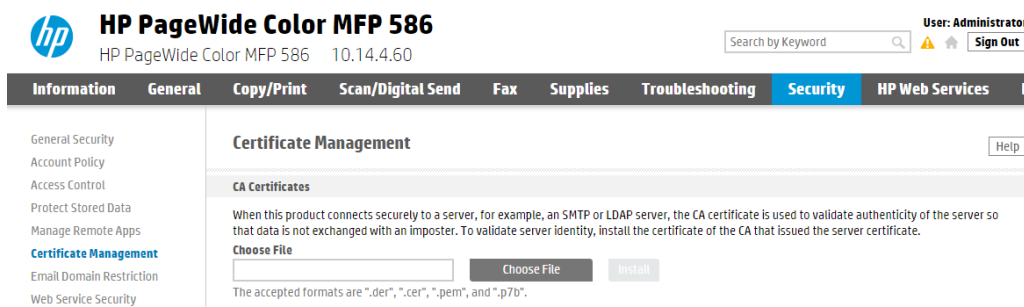 hp
HP PageWide Color MFP 586
HP PageWide Color MFP 586 10.14.4.60
User: Administrator
Search by Keyword
Sign Out
Information General Copy/Print Scan/Digital Send Fax Supplies Troubleshooting Security HP Web Services
General Security
Account Policy
Access Control
Protect Stored Data
Manage Remote Apps
Certificate Management
Email Domain Restriction
Web Service Security
Certificate Management
Help
CA Certificates
When this product connects securely to a server, for example, an SMTP or LDAP server, the CA certificate is used to validate authenticity of the server so
that data is not exchanged with an imposter. To validate server identity, install the certificate of the CA that issued the server certificate.
Choose File
Choose File Install
The accepted formats are ".der", ".cer", ".pem", and ".p7b".